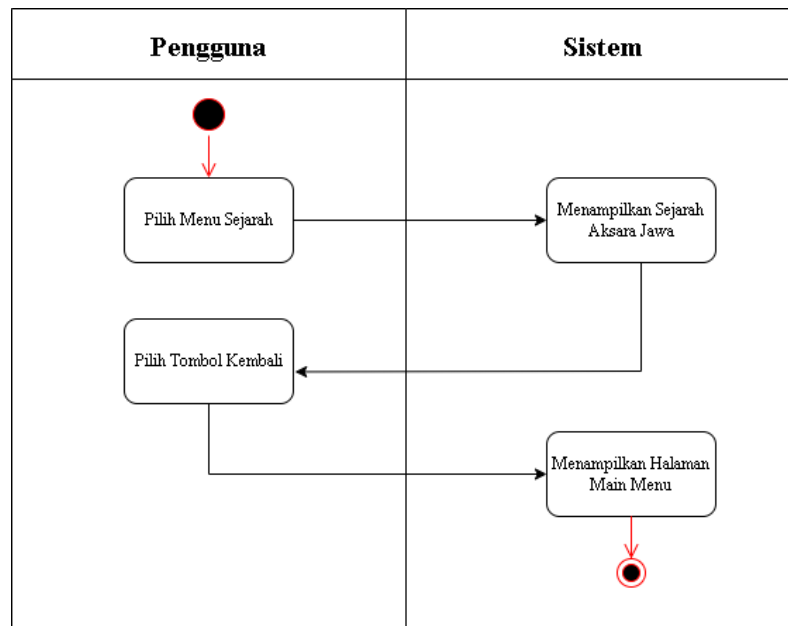 Pengguna
Sistem
Pilih Menu Sejarah
Menampilkan Sejarah
Aksara Jawa
Pilih Tombol Kembali
Menampilkan Halaman
Main Menu